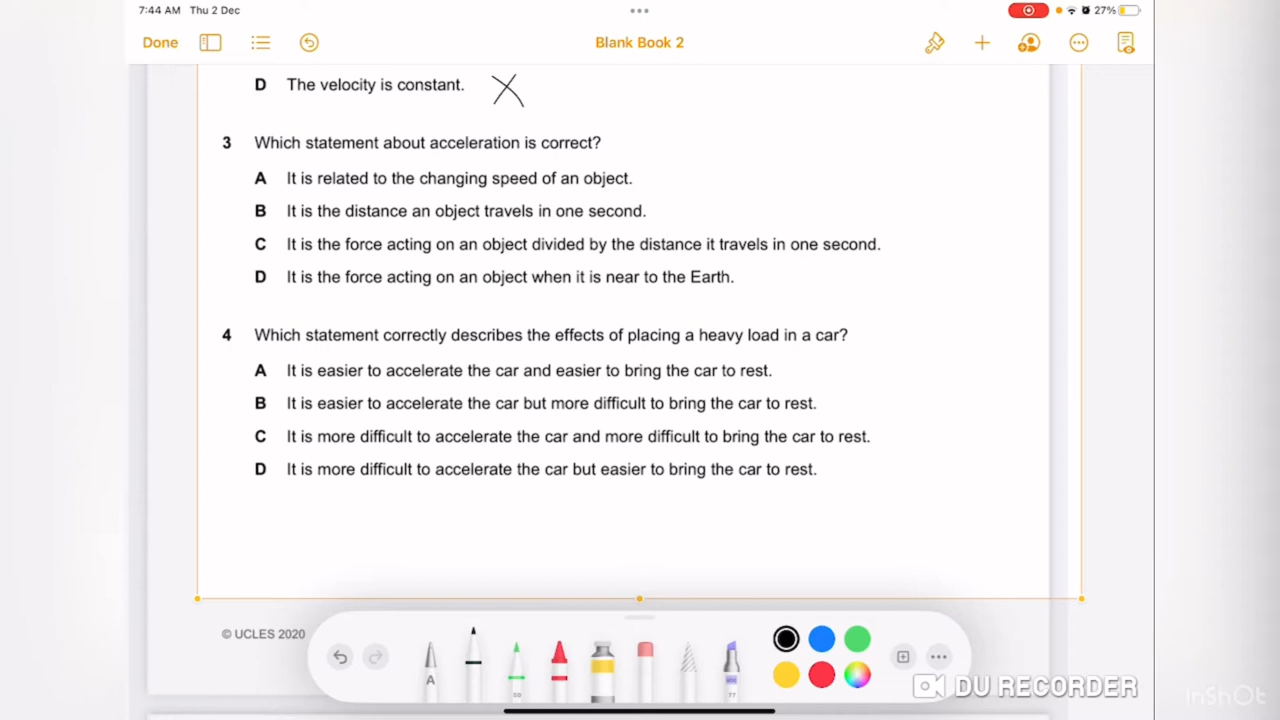 7:44 AM Thu 2 Dec
27%
Done
Blank Book 2
D The velocity is constant.
3 Which statement about acceleration is correct?
A It is related to the changing speed of an object.
B It is the distance an object travels in one second.
C It is the force acting on an object divided by the distance it travels in one second.
D It is the force acting on an object when it is near to the Earth.
4 Which statement correctly describes the effects of placing a heavy load in a car?
A It is easier to accelerate the car and easier to bring the car to rest.
B It is easier to accelerate the car but more difficult to bring the car to rest.
C It is more difficult to accelerate the car and more difficult to bring the car to rest.
D It is more difficult to accelerate the car but easier to bring the car to rest.
© UCLES 2020
A
50
77
DU RECORDER
InShOt